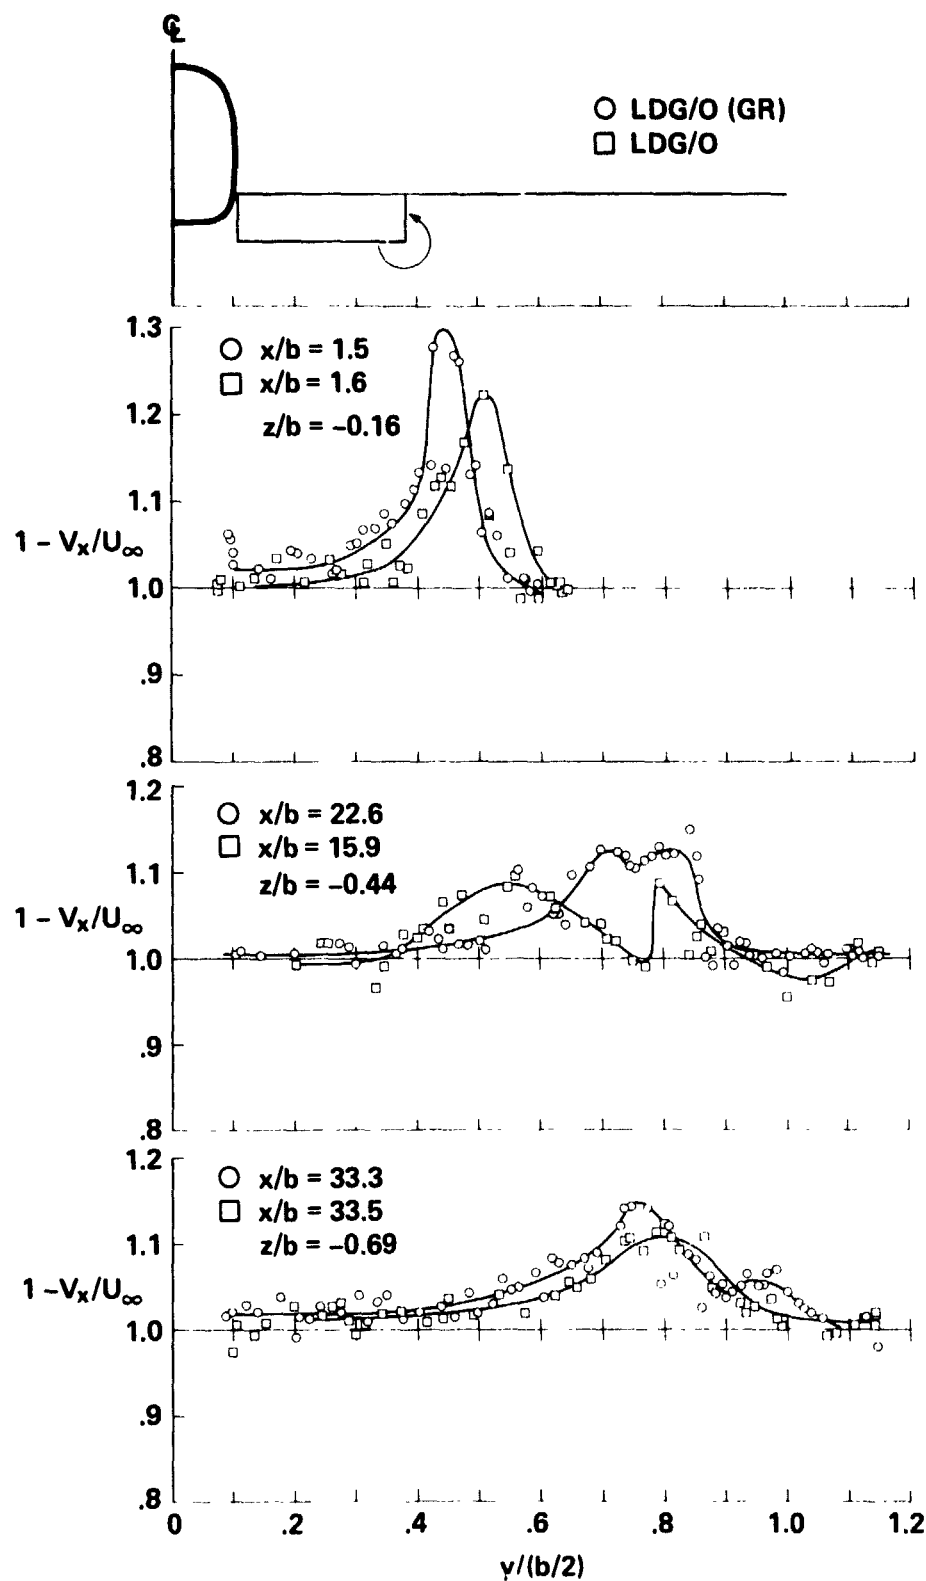 ℄
○ LDG/O (GR)
□ LDG/O
1.3
○ x/b = 1.5
□ x/b = 1.6
z/b = −0.16
1.2
1.1
1 − Vx/U∞
1.0
.9
.8
1.2
○ x/b = 22.6
□ x/b = 15.9
z/b = −0.44
1.1
1 − Vx/U∞
1.0
.9
.8
1.2
○ x/b = 33.3
□ x/b = 33.5
z/b = −0.69
1.1
1 −Vx/U∞
1.0
.9
.8
0 .2 .4 .6 .8 1.0 1.2
y/(b/2)